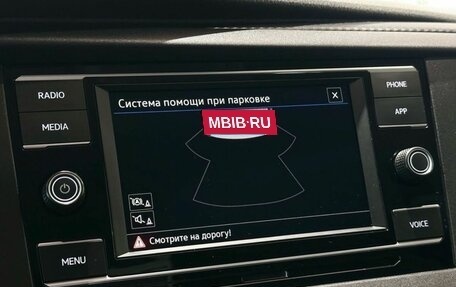 RADIO
MEDIA
MENU
Система помощи при парковке
MBIB.RU
Смотрите на дорогу!
PHONE
APP
VOICE